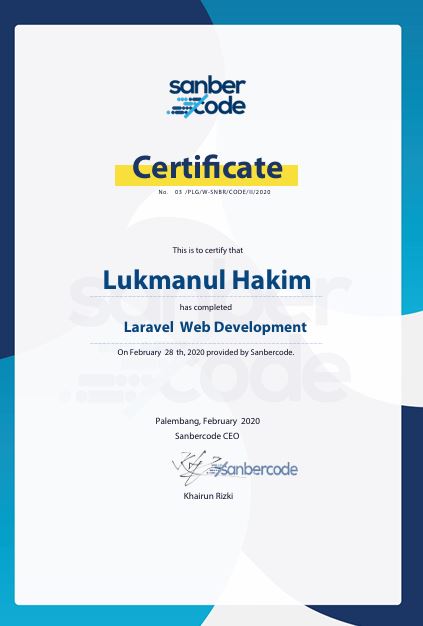 sanber
code
Certificate
No. 03 /PLG/W-SNBR/CODE/II/2020
This is to certify that
Lukmanul Hakim
has completed
Laravel Web Development
On February 28 th, 2020 provided by Sanbercode.
Palembang, February 2020
Sanbercode CEO
sanbercode
Khairun Rizki